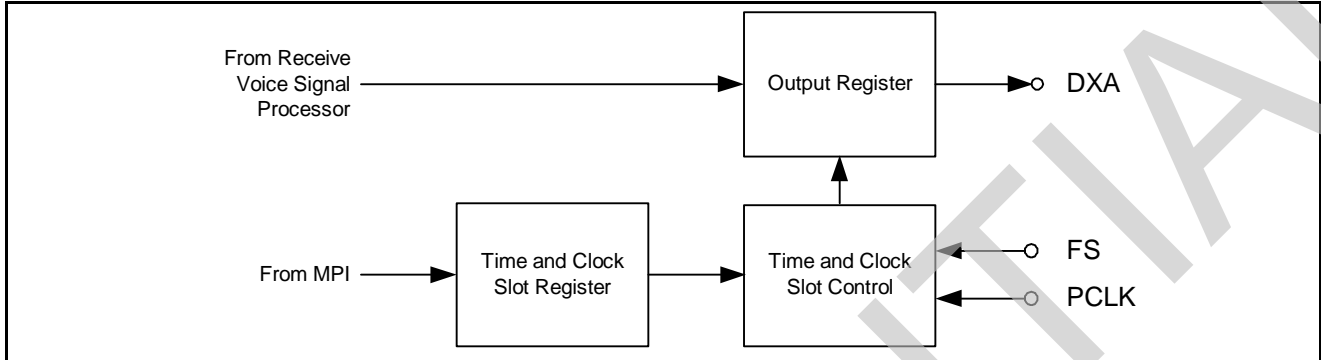 From Receive
Voice Signal
Processor
Output Register
DXA
From MPI
Time and Clock
Slot Register
Time and Clock
Slot Control
FS
PCLK
TIA